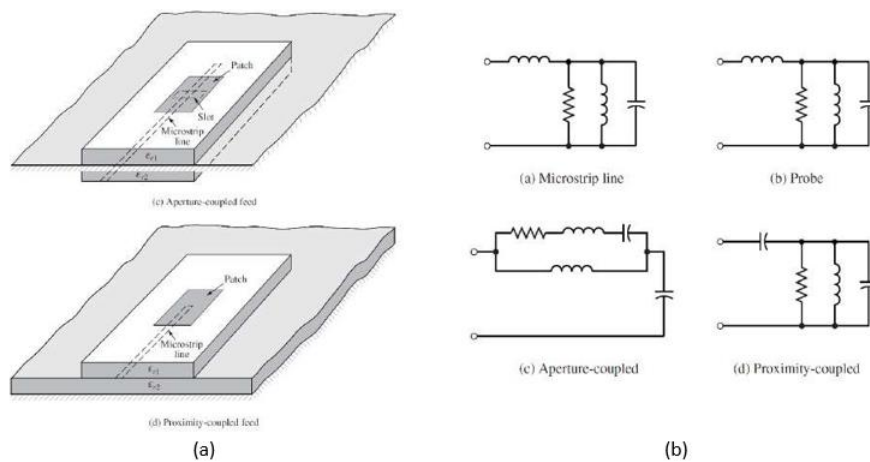 Patch
Slot
Microstrip
line
εr1
εr2
(c) Aperture-coupled feed
Patch
Microstrip
line
εr1
εr2
(d) Proximity-coupled feed
(a)
(a) Microstrip line
(b) Probe
(c) Aperture-coupled
(d) Proximity-coupled
(b)